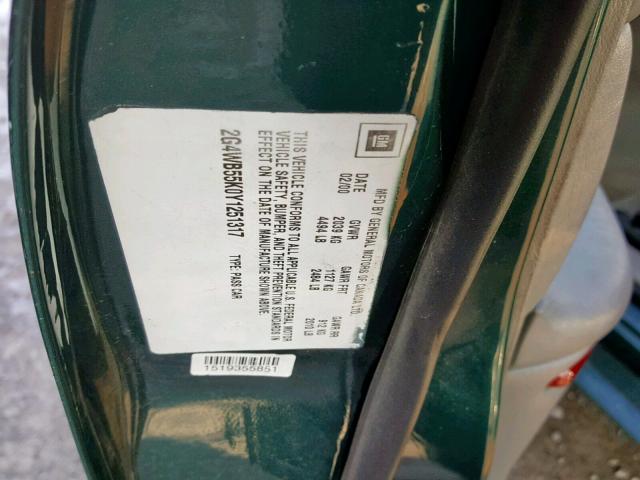 GM
MFD BY GENERAL MOTORS OF CANADA LTD.
DATE GVWR GAWR FRT GAWR RR
02/00 2039 KG 1127 KG 912 KG
4494 LB 2484 LB 2010 LB
THIS VEHICLE CONFORMS TO ALL APPLICABLE U.S. FEDERAL MOTOR
VEHICLE SAFETY, BUMPER, AND THEFT PREVENTION STANDARDS IN
EFFECT ON THE DATE OF MANUFACTURE SHOWN ABOVE.
2G4WB55K0Y1251317 TYPE: PASS CAR
1519355851